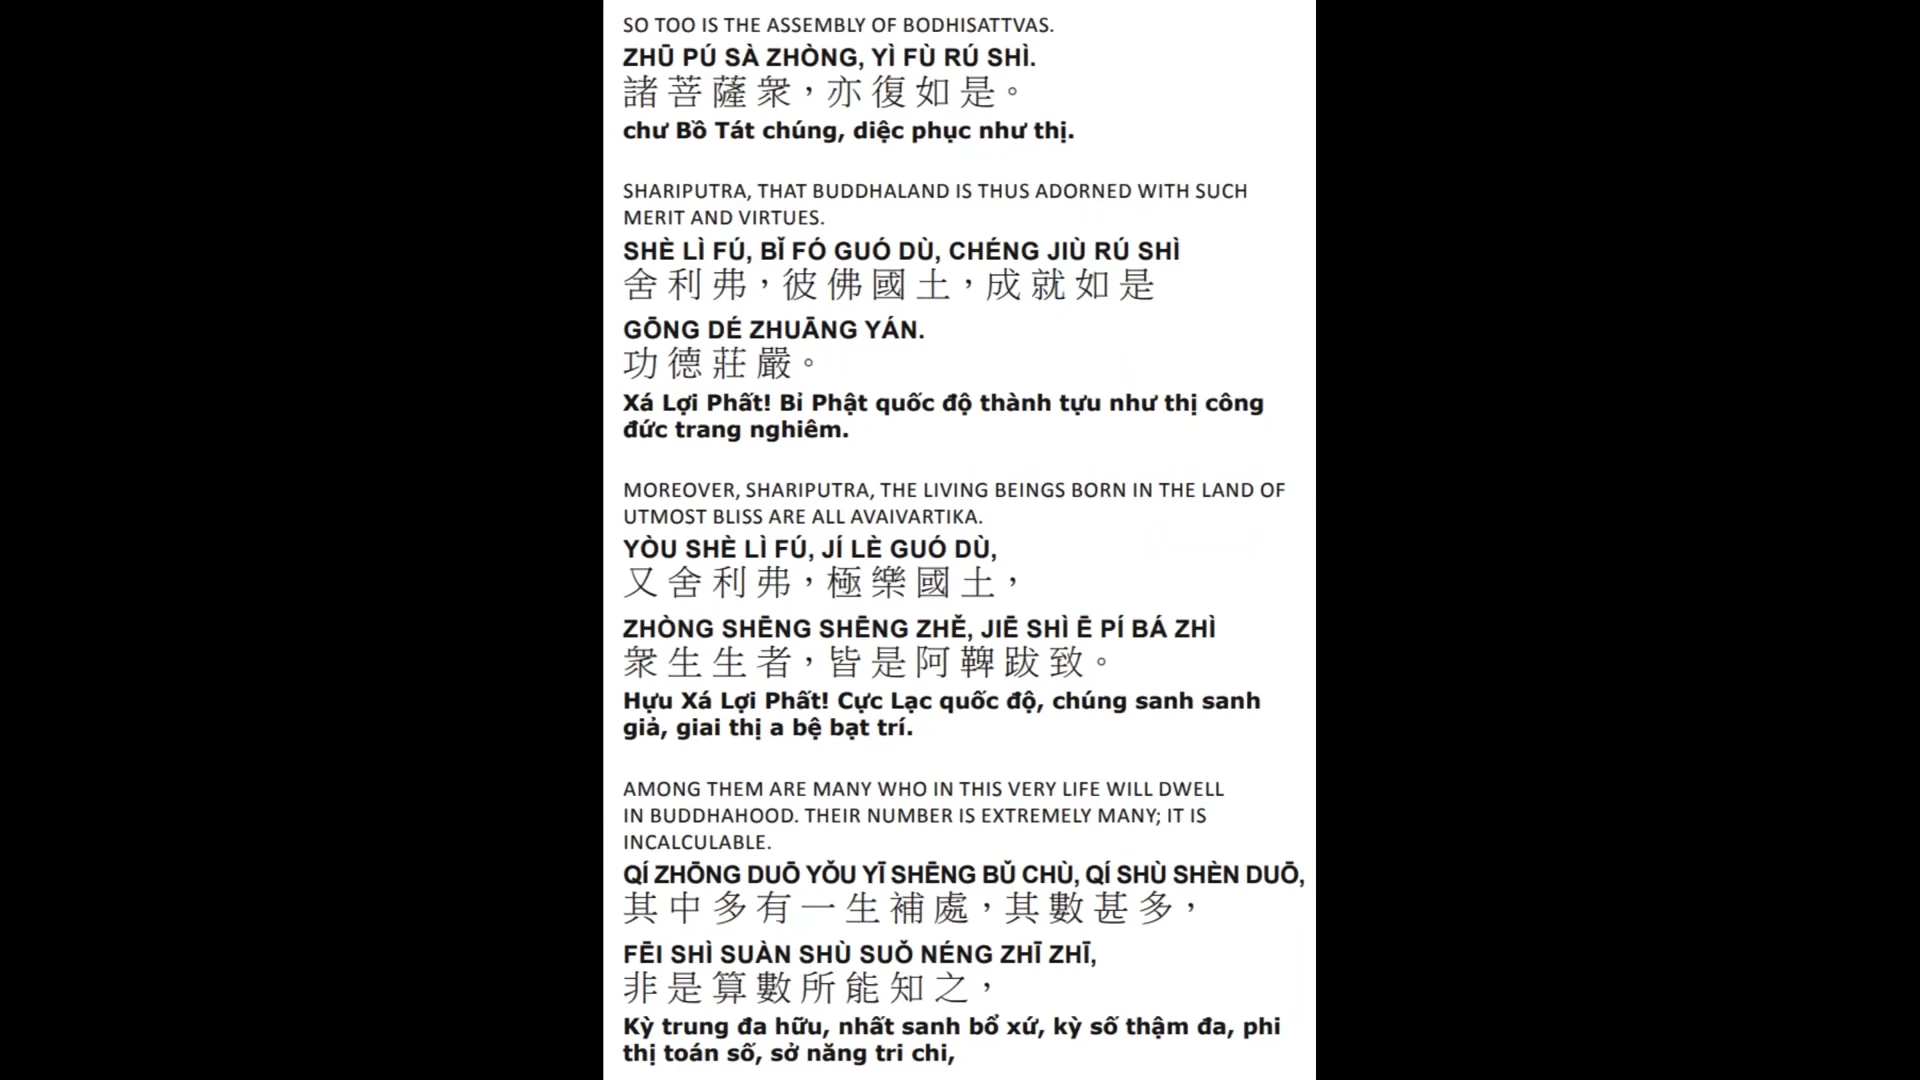 SO TOO IS THE ASSEMBLY OF BODHISATTVAS.
ZHŪ PÚ SÀ ZHÒNG, YÌ FÙ RÚ SHÌ.
諸菩薩衆，亦復如是。
chư Bồ Tát chúng, diệc phục như thị.
SHARIPUTRA, THAT BUDDHALAND IS THUS ADORNED WITH SUCH
MERIT AND VIRTUES.
SHÈ LÌ FÚ, BǏ FÓ GUÓ DÙ, CHÉNG JIÙ RÚ SHÌ
舍利弗，彼佛國土，成就如是
GŌNG DÉ ZHUĀNG YÁN.
功德莊嚴。
Xá Lợi Phất! Bỉ Phật quốc độ thành tựu như thị công
đức trang nghiêm.
MOREOVER, SHARIPUTRA, THE LIVING BEINGS BORN IN THE LAND OF
UTMOST BLISS ARE ALL AVAIVARTIKA.
YÒU SHÈ LÌ FÚ, JÍ LÈ GUÓ DÙ,
又舍利弗，極樂國土，
ZHÒNG SHĒNG SHĒNG ZHĚ, JIĒ SHÌ Ē PÍ BÁ ZHÌ
衆生生者，皆是阿鞞跋致。
Hựu Xá Lợi Phất! Cực Lạc quốc độ, chúng sanh sanh
giả, giai thị a bệ bạt trí.
AMONG THEM ARE MANY WHO IN THIS VERY LIFE WILL DWELL
IN BUDDHAHOOD. THEIR NUMBER IS EXTREMELY MANY; IT IS
INCALCULABLE.
QÍ ZHŌNG DUŌ YǑU YĪ SHĒNG BǓ CHÙ, QÍ SHÙ SHÈN DUŌ,
其中多有一生補處，其數甚多，
FĒI SHÌ SUÀN SHÙ SUǑ NÉNG ZHĪ ZHĪ,
非是算數所能知之，
Kỳ trung đa hữu, nhất sanh bổ xứ, kỳ số thậm đa, phi
thị toán số, sở năng tri chi,